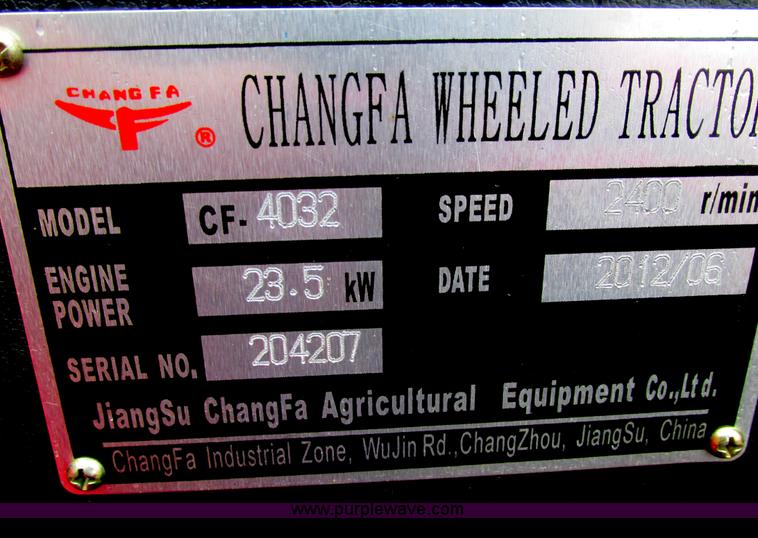 CHANGFA
® CHANGFA WHEELED TRACTO
MODEL CF- 4032 SPEED 2400 r/min
ENGINE POWER 23.5 kW DATE 2012/06
SERIAL NO. 204207
JiangSu ChangFa Agricultural Equipment Co.,Ltd.
ChangFa Industrial Zone, WuJin Rd.,ChangZhou, JiangSu, China
www.purplewave.com